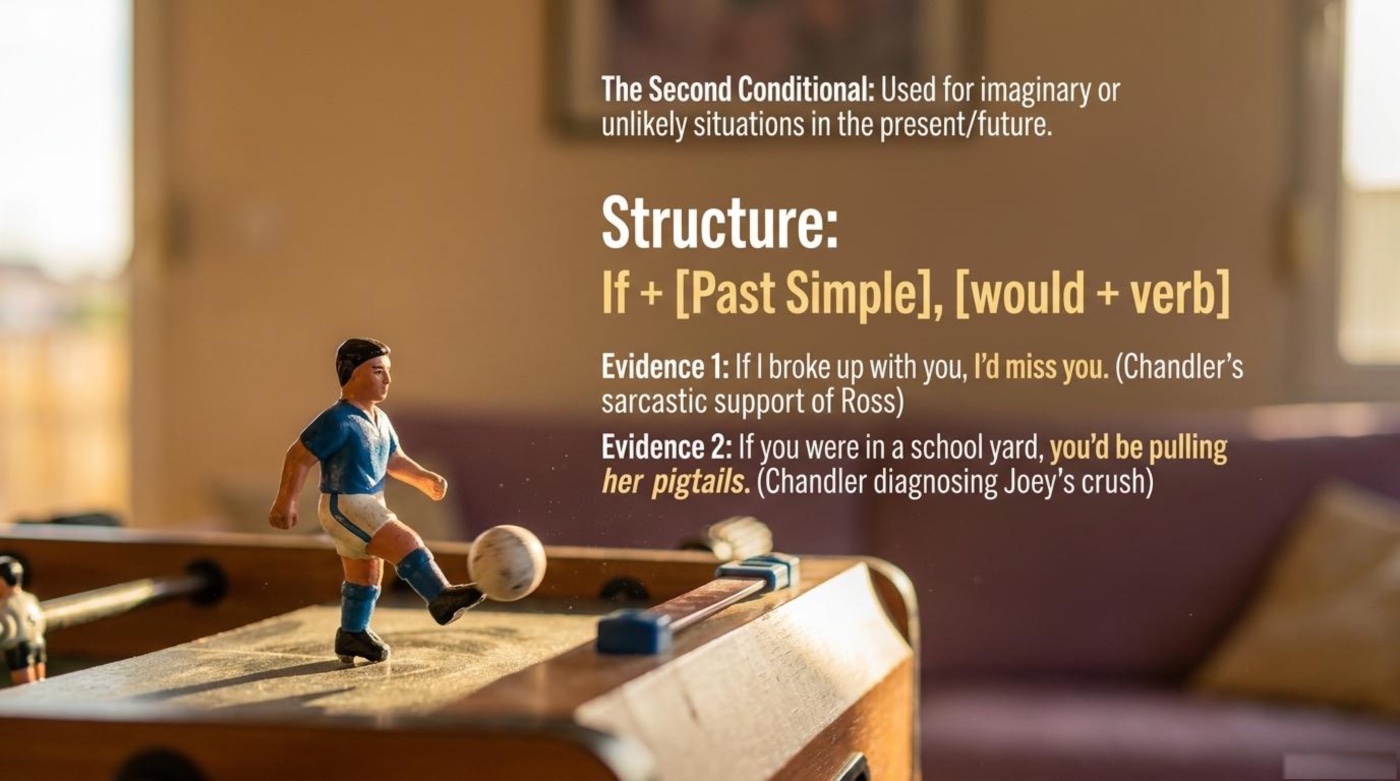 The Second Conditional: Used for imaginary or
unlikely situations in the present/future.
Structure:
If + [Past Simple], [would + verb]
Evidence 1: If I broke up with you, I'd miss you. (Chandler's
sarcastic support of Ross)
Evidence 2: If you were in a school yard, you'd be pulling
her pigtails. (Chandler diagnosing Joey's crush)